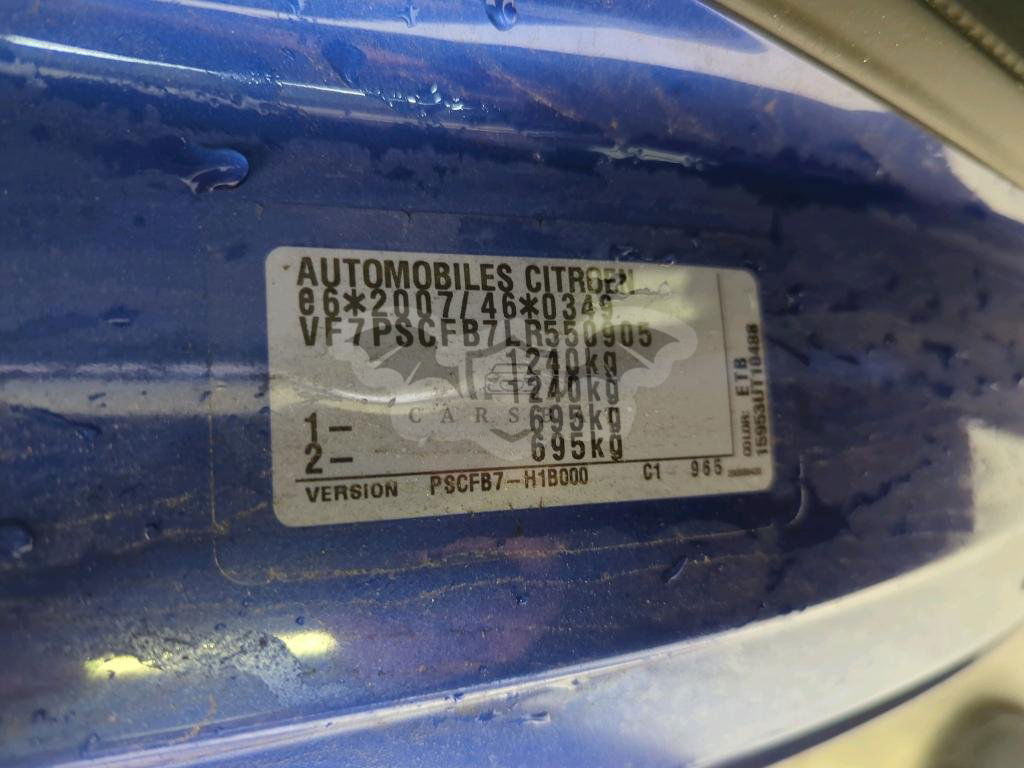 AUTOMOBILES CITROEN
e6*2007/46*0349
VF7PSCFB7LR550905
1240kg
1240kg
1- 695kg
2- 695kg
VERSION PSCFB7-H1B000 C1 965
COLOR: ETB
CARS